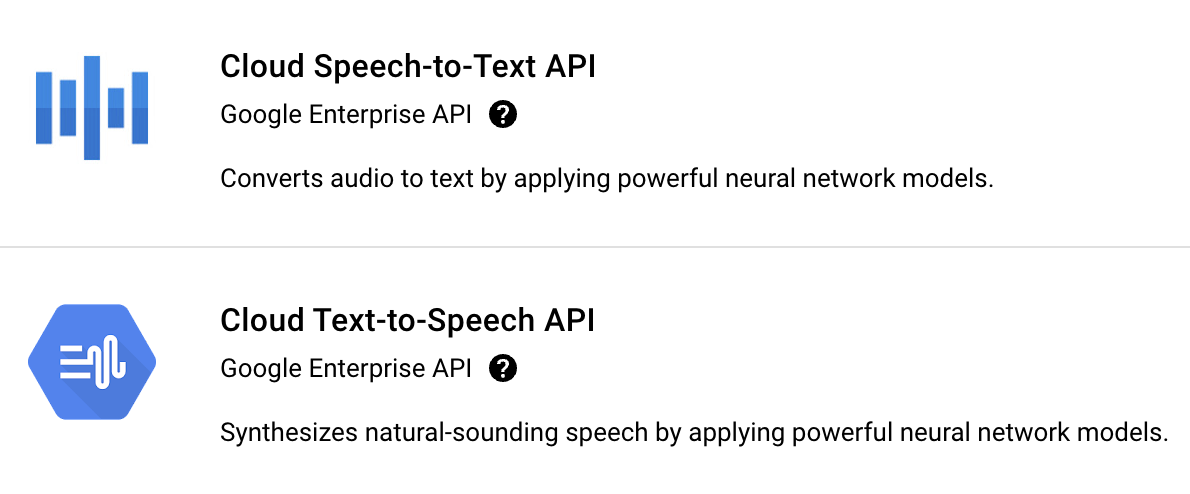 Cloud Speech-to-Text API
Google Enterprise API ?
Converts audio to text by applying powerful neural network models.
Cloud Text-to-Speech API
Google Enterprise API ?
Synthesizes natural-sounding speech by applying powerful neural network models.